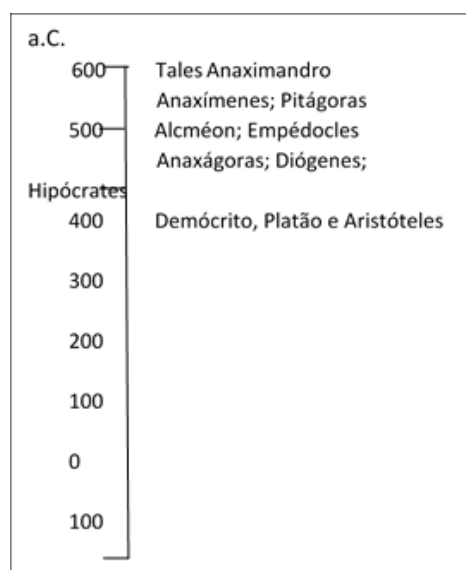 a.C.
600 Tales Anaximandro
Anaxímenes; Pitágoras
500 Alcméon; Empédocles
Anaxágoras; Diógenes;
Hipócrates
400 Demócrito, Platão e Aristóteles
300
200
100
0
100